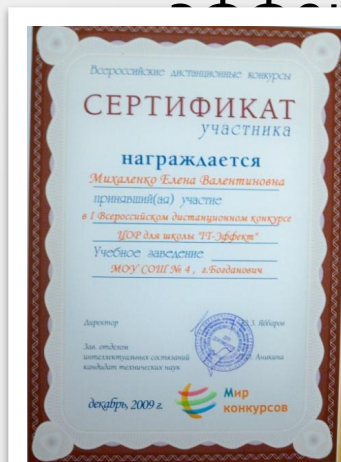 Всероссийские дистанционные конкурсы
СЕРТИФИКАТ
участника
награждается
Михаленко Елена Валентиновна
принявший(ая) участие
в I Всероссийском дистанционном конкурсе
ЦОР для школы "IT-Эффект"
Учебное заведение
МОУ СОШ № 4, г.Богданович
Директор
Яббаров
Зав. отделом
интеллектуальных состязаний
Аникина
кандидат технических наук
декабрь, 2009 г.
Мир
конкурсов